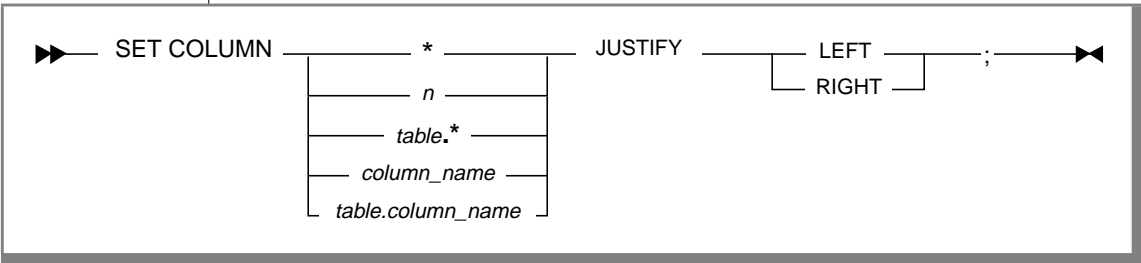 SET COLUMN * JUSTIFY LEFT ;
n RIGHT
table.*
column_name
table.column_name